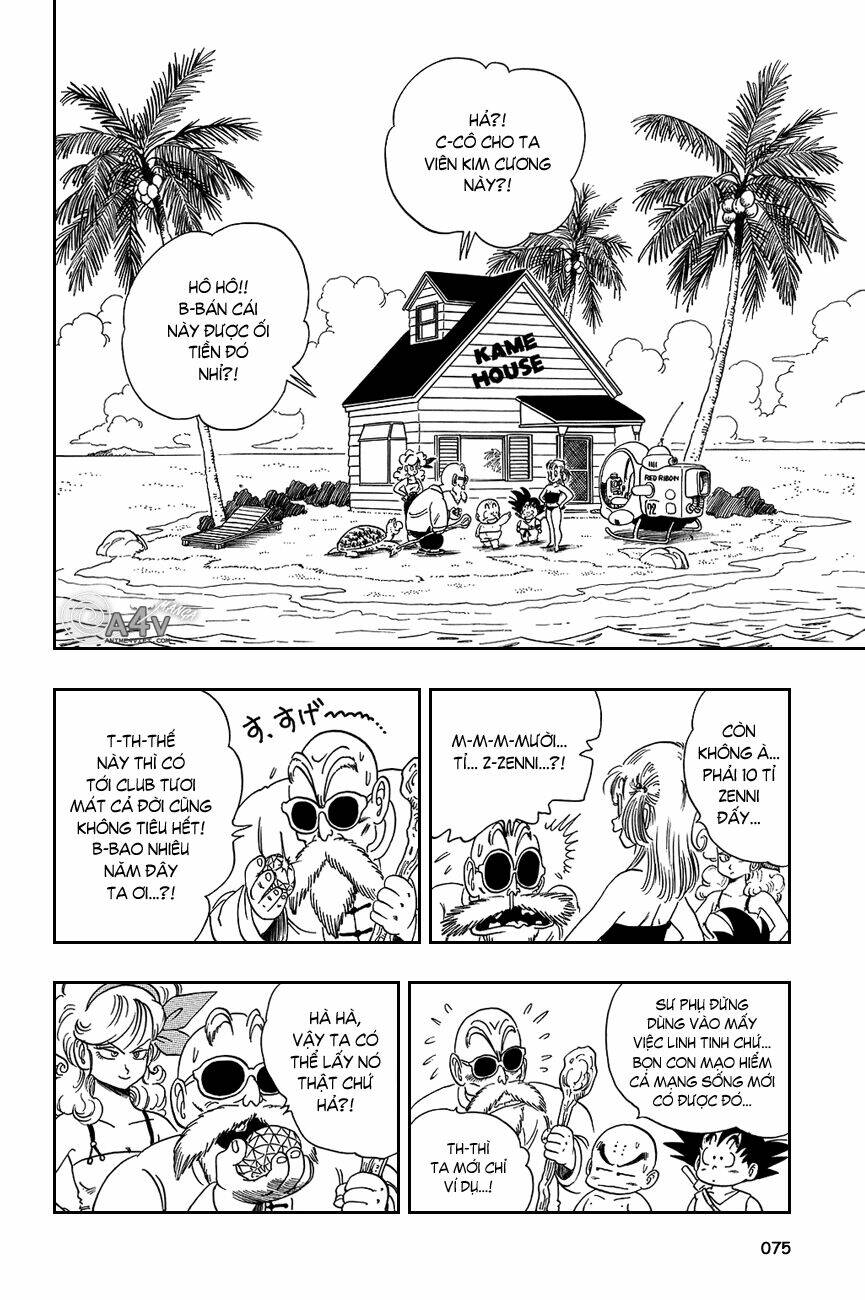 HẢ?!
C-CÔ CHO TA
VIÊN KIM CƯƠNG
NÀY?!
HÔ HÔ!!
B-BÁN CÁI
NÀY ĐƯỢC ỐI
TIỀN ĐÓ
NHỈ?!
KAME
HOUSE
RED RIBON
A4V
MANGA
CÒN
KHÔNG À...
PHẢI 10 TỈ
ZENNI
ĐẤY...
M-M-M-MƯỜI...
TỈ... Z-ZENNI...?!
す、すげ〜〜〜
T-TH-THẾ
NÀY THÌ CÓ
TỚI CLUB TƯƠI
MÁT CẢ ĐỜI CŨNG
KHÔNG TIÊU HẾT!
B-BAO NHIÊU
NĂM ĐÂY
TA ƠI...?!
SƯ PHỤ ĐỪNG
DÙNG VÀO MẤY
VIỆC LINH TINH CHỨ...
BỌN CON MẠO HIỂM
CẢ MẠNG SỐNG MỚI
CÓ ĐƯỢC ĐÓ...
TH-THÌ
TA MỚI CHỈ
VÍ DỤ...!
HÀ HÀ,
VẬY TA CÓ
THỂ LẤY NÓ
THẬT CHỨ
HẢ?!
075